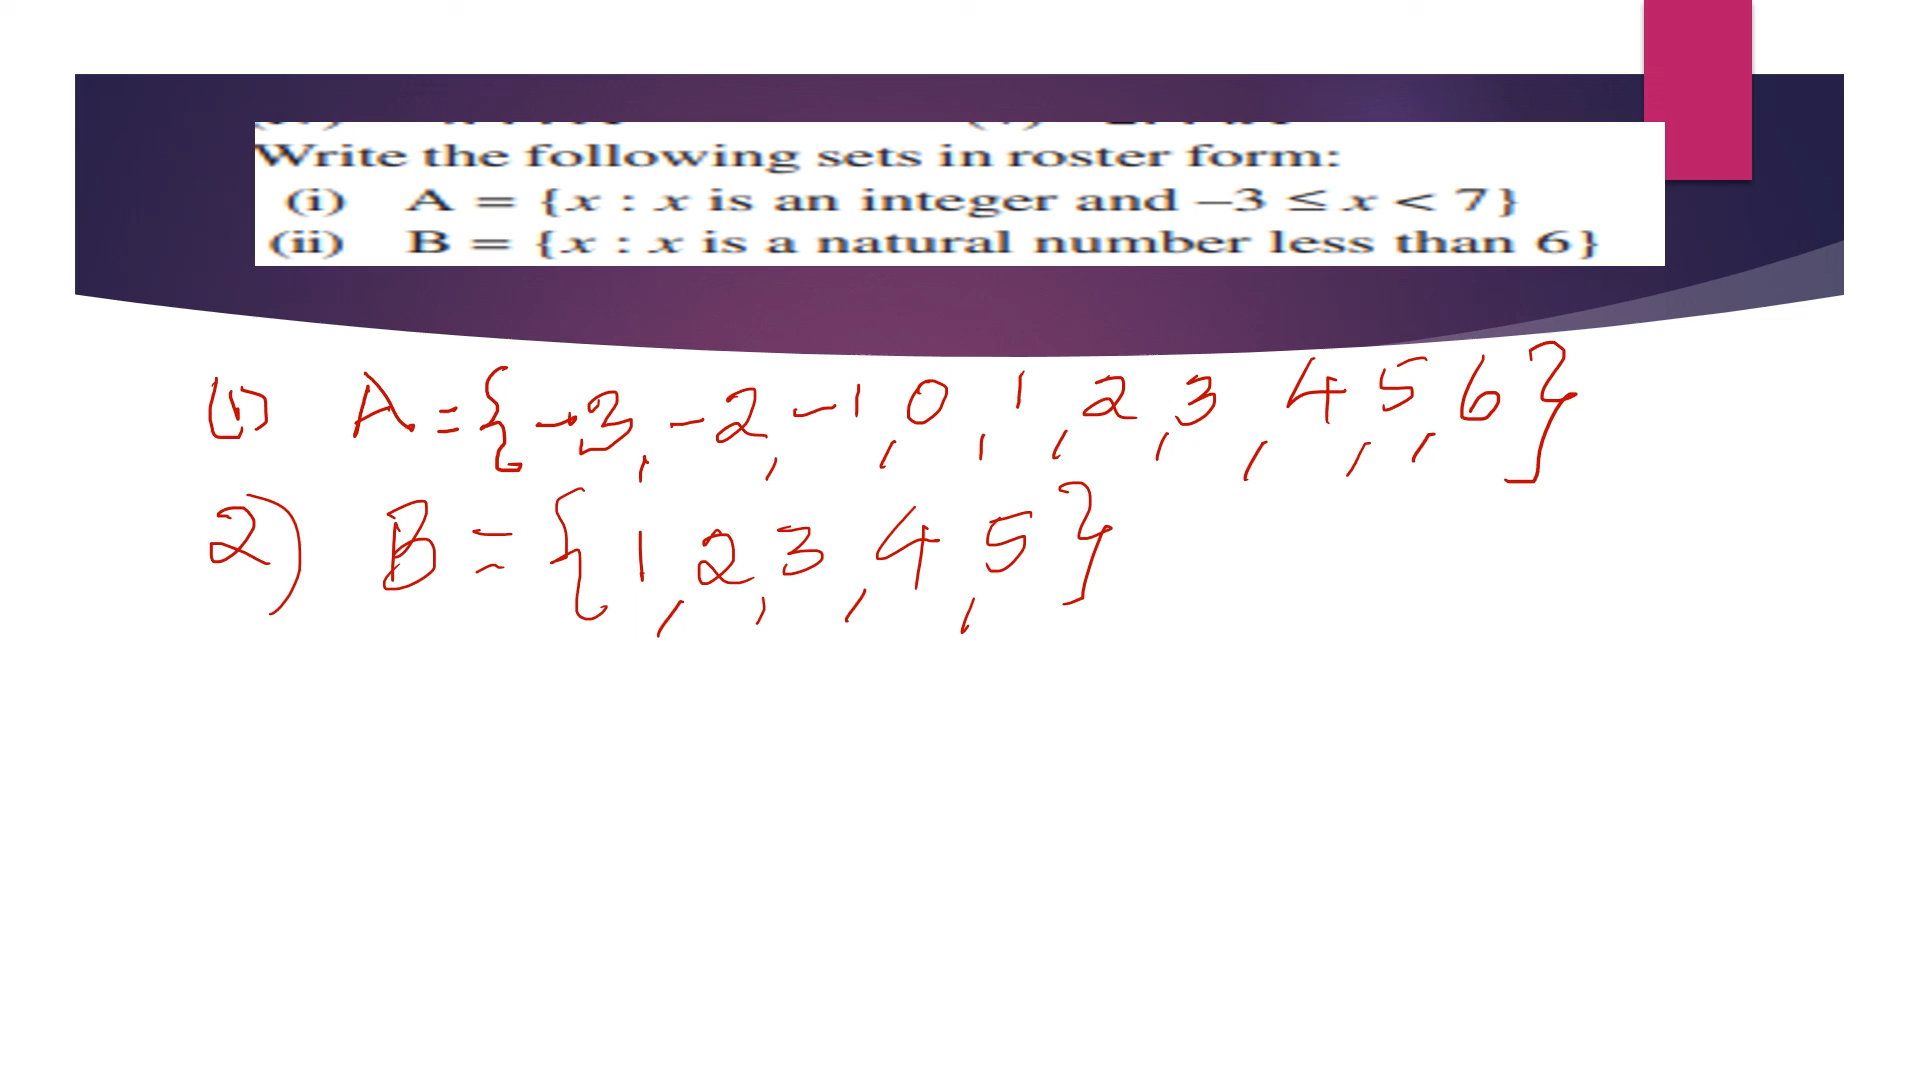 Write the following sets in roster form:
(i) A = {x : x is an integer and –3 ≤ x < 7}
(ii) B = {x : x is a natural number less than 6}
(i) A = {-3, -2, -1, 0, 1, 2, 3, 4, 5, 6}
2) B = {1, 2, 3, 4, 5}